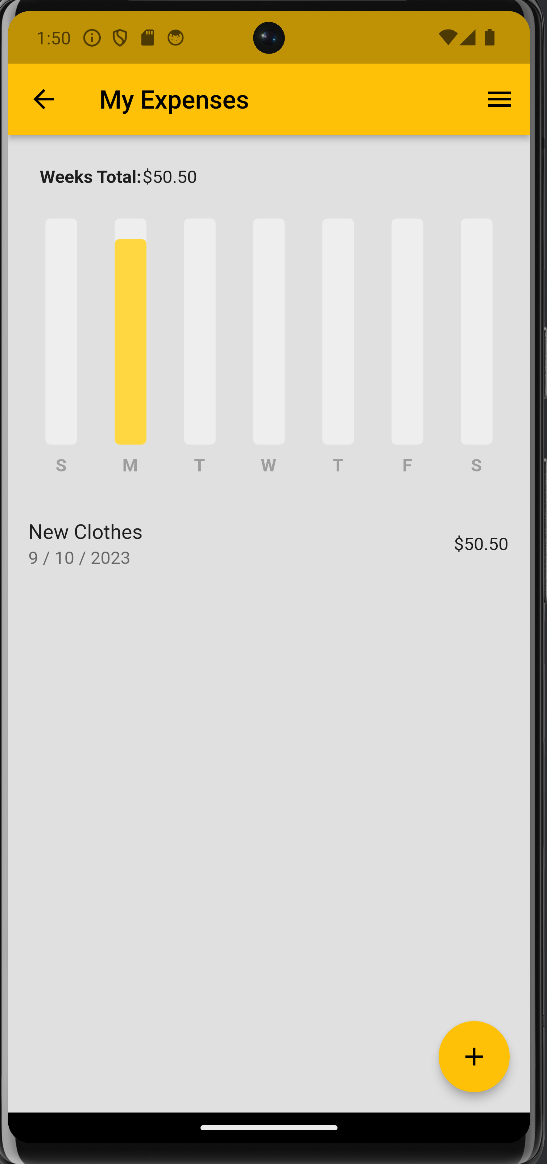 1:50
My Expenses
Weeks Total:$50.50
S M T W T F S
New Clothes
$50.50
9 / 10 / 2023